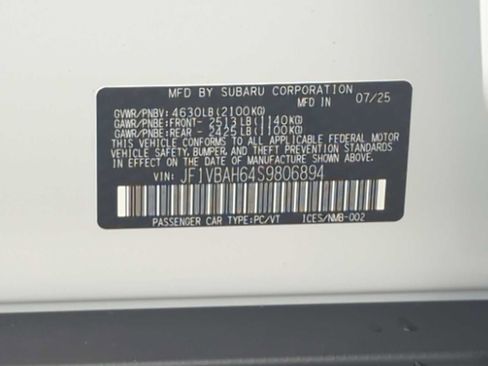 MFD BY SUBARU CORPORATION
MFD IN 07/25
GVWR/PNBV: 4630LB(2100KG)
GAWR/PNBE:FRONT- 2513LB(1140KG)
GAWR/PNBE:REAR - 2425LB(1100KG)
THIS VEHICLE CONFORMS TO ALL APPLICABLE FEDERAL MOTOR
VEHICLE SAFETY, BUMPER, AND THEFT PREVENTION STANDARDS
IN EFFECT ON THE DATE OF MANUFACTURE SHOWN ABOVE.
VIN: JF1VBAH64S9806894
PASSENGER CAR TYPE:PC/VT ICES/NMB-002